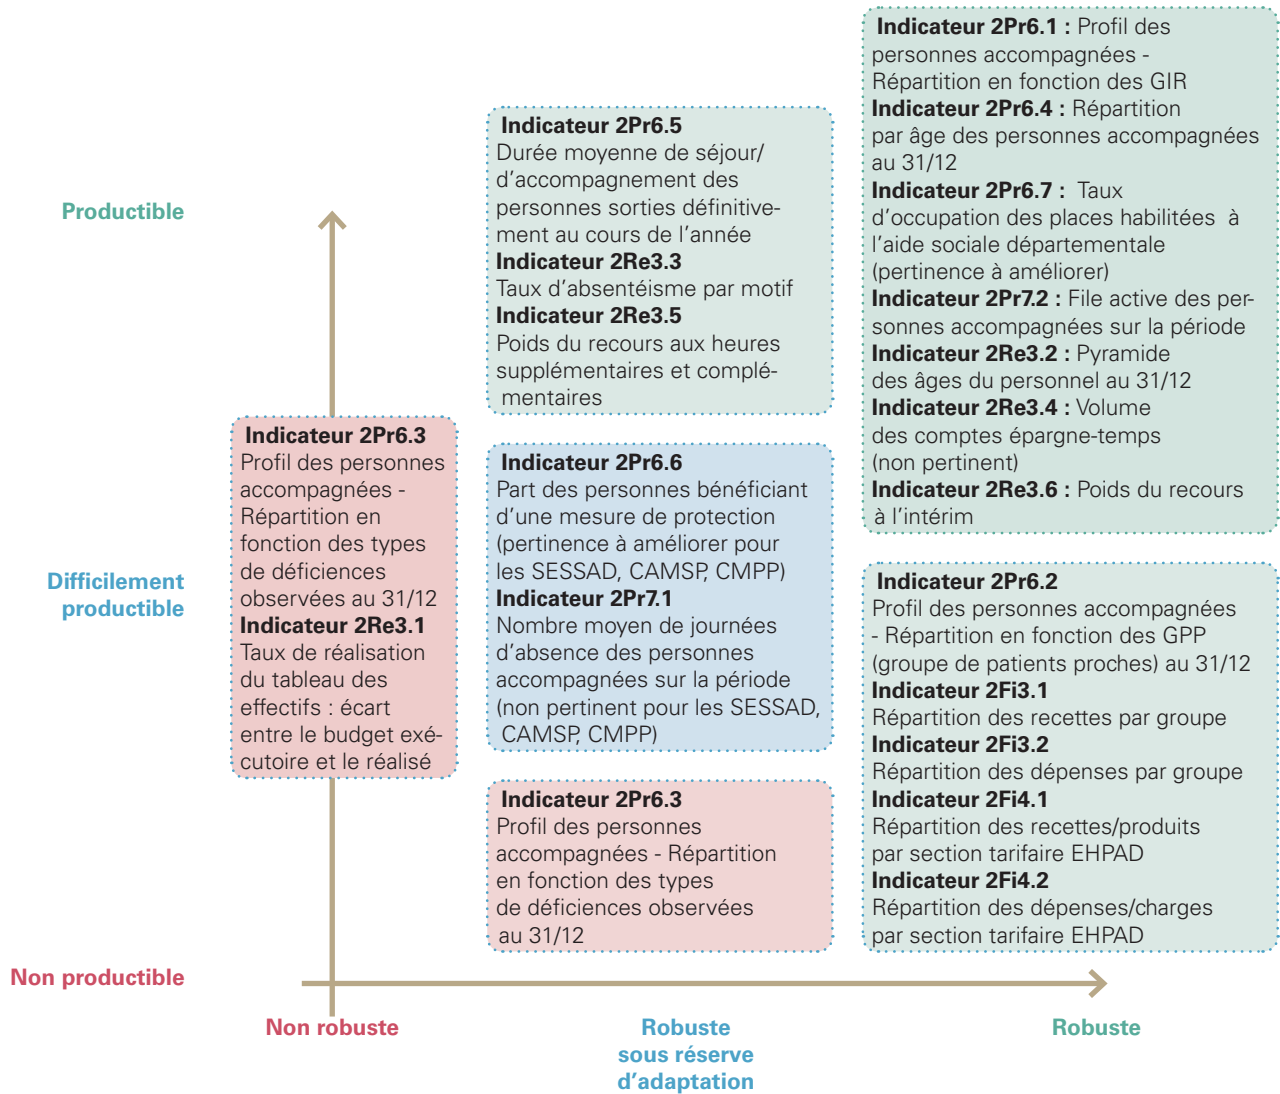 Productible
Difficilement
productible
Non productible
Indicateur 2Pr6.3
Profil des personnes
accompagnées -
Répartition en
fonction des types
de déficiences
observées au 31/12
Indicateur 2Re3.1
Taux de réalisation
du tableau des
effectifs : écart
entre le budget exé-
cutoire et le réalisé
Indicateur 2Pr6.5
Durée moyenne de séjour/
d'accompagnement des
personnes sorties définitive-
ment au cours de l'année
Indicateur 2Re3.3
Taux d'absentéisme par motif
Indicateur 2Re3.5
Poids du recours aux heures
supplémentaires et complé-
mentaires
Indicateur 2Pr6.6
Part des personnes bénéficiant
d'une mesure de protection
(pertinence à améliorer pour
les SESSAD, CAMSP, CMPP)
Indicateur 2Pr7.1
Nombre moyen de journées
d'absence des personnes
accompagnées sur la période
(non pertinent pour les SESSAD,
CAMSP, CMPP)
Indicateur 2Pr6.3
Profil des personnes
accompagnées - Répartition
en fonction des types
de déficiences observées
au 31/12
Indicateur 2Pr6.1 : Profil des
personnes accompagnées -
Répartition en fonction des GIR
Indicateur 2Pr6.4 : Répartition
par âge des personnes accompagnées
au 31/12
Indicateur 2Pr6.7 : Taux
d'occupation des places habilitées à
l'aide sociale départementale
(pertinence à améliorer)
Indicateur 2Pr7.2 : File active des per-
sonnes accompagnées sur la période
Indicateur 2Re3.2 : Pyramide
des âges du personnel au 31/12
Indicateur 2Re3.4 : Volume
des comptes épargne-temps
(non pertinent)
Indicateur 2Re3.6 : Poids du recours
à l'intérim
Indicateur 2Pr6.2
Profil des personnes accompagnées
- Répartition en fonction des GPP
(groupe de patients proches) au 31/12
Indicateur 2Fi3.1
Répartition des recettes par groupe
Indicateur 2Fi3.2
Répartition des dépenses par groupe
Indicateur 2Fi4.1
Répartition des recettes/produits
par section tarifaire EHPAD
Indicateur 2Fi4.2
Répartition des dépenses/charges
par section tarifaire EHPAD
Non robuste
Robuste
sous réserve
d'adaptation
Robuste